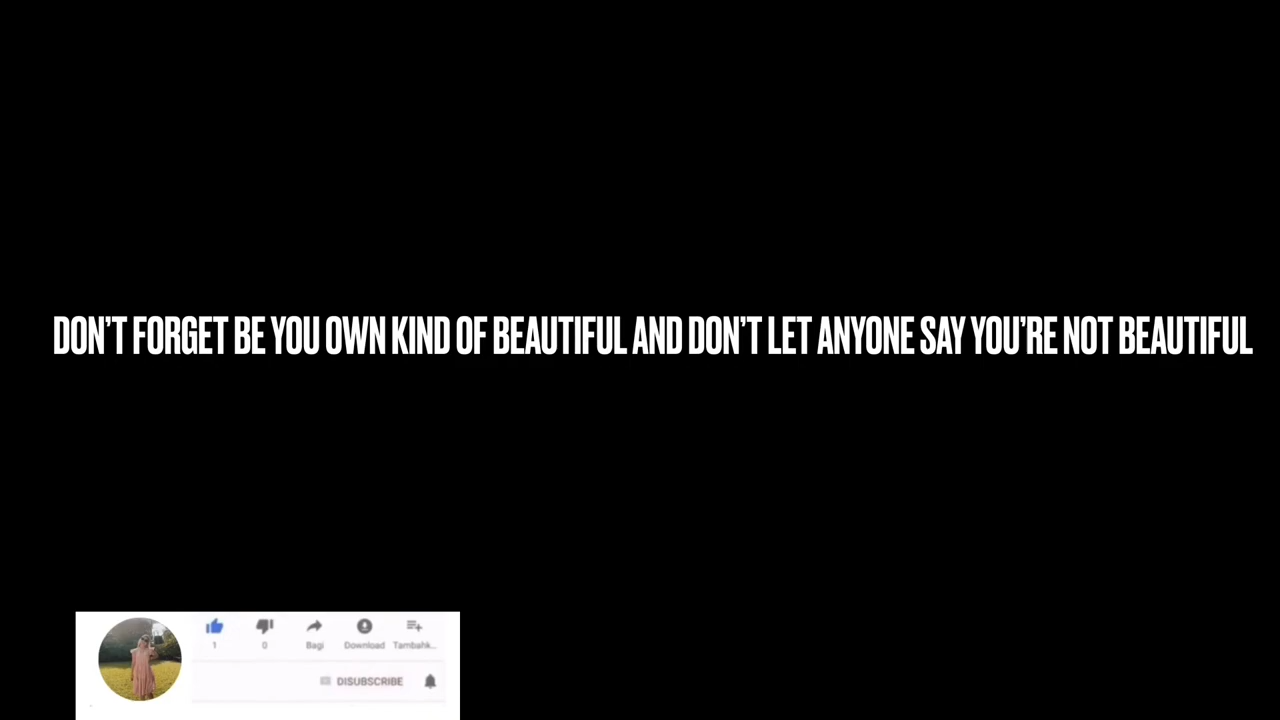 DON'T FORGET BE YOU OWN KIND OF BEAUTIFUL AND DON'T LET ANYONE SAY YOU'RE NOT BEAUTIFUL
1 0 Bagi Download Tambahk...
DISUBSCRIBE